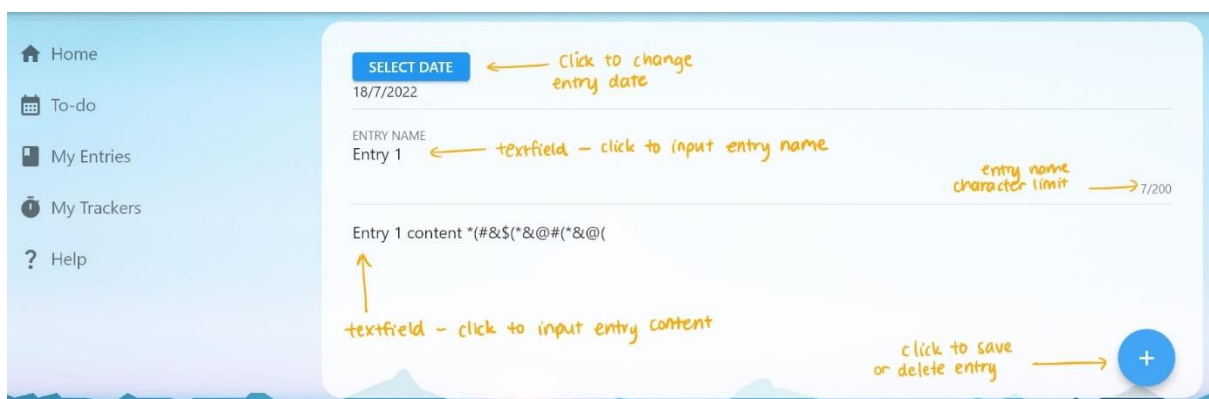 Home
To-do
My Entries
My Trackers
Help
SELECT DATE
18/7/2022
Click to change
entry date
ENTRY NAME
Entry 1
textfield - click to input entry name
entry name
character limit
7/200
Entry 1 content *(#&$(*&@#(*&@(
textfield - click to input entry content
click to save
or delete entry